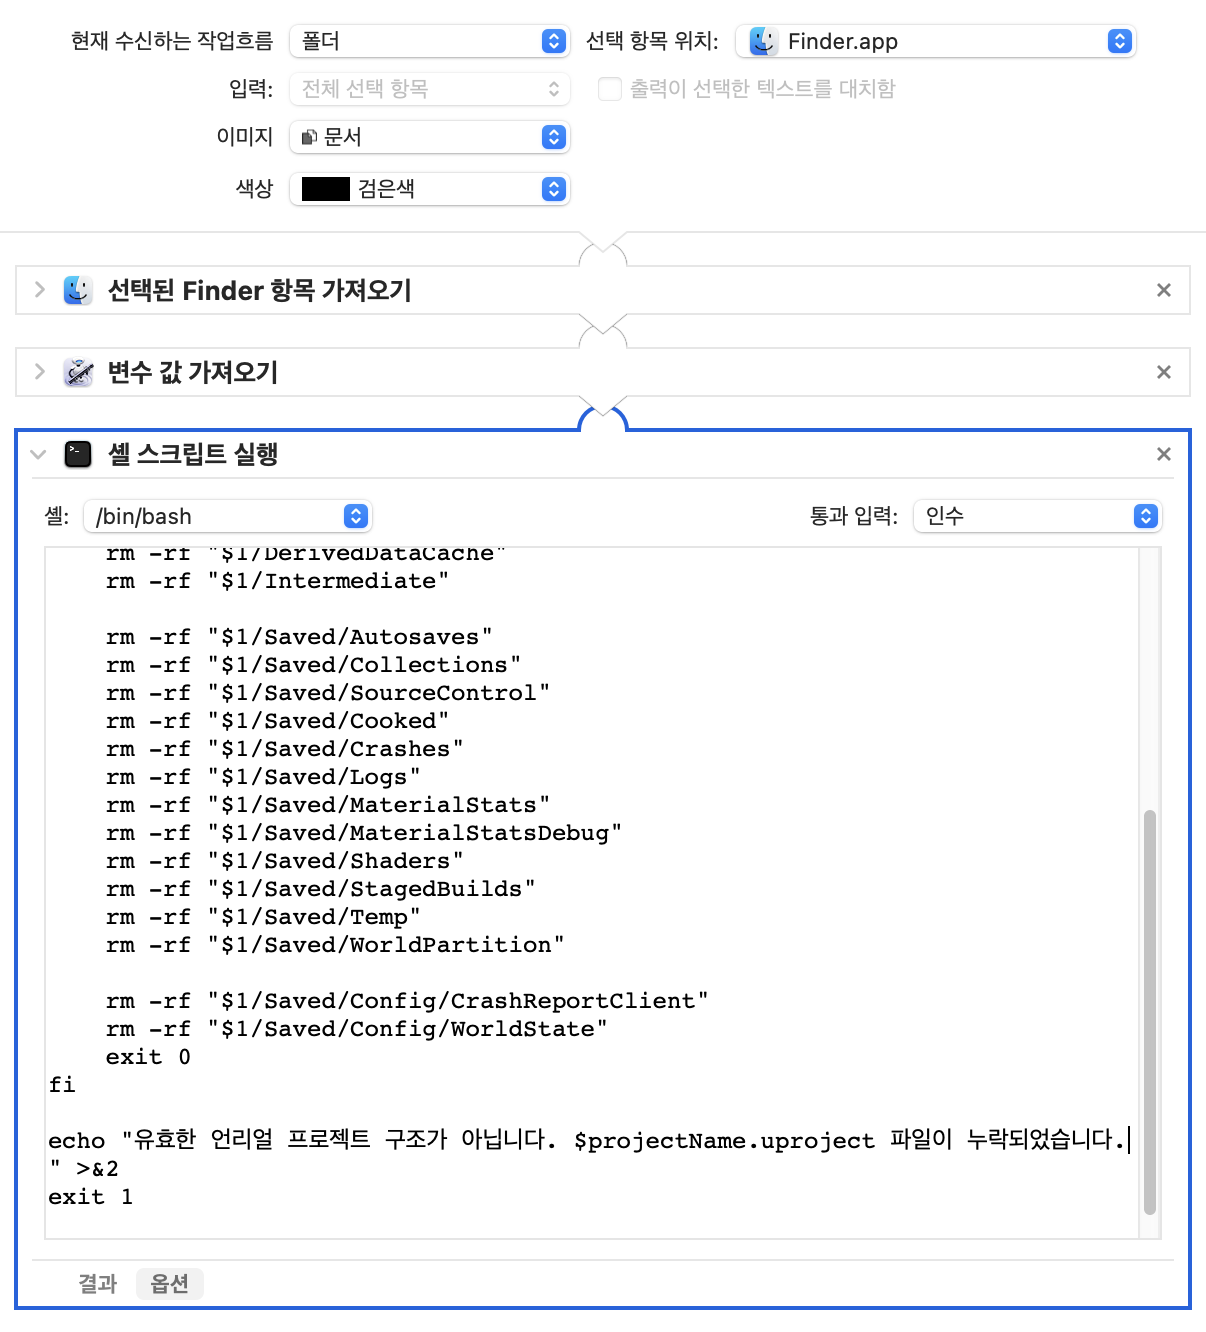 현재 수신하는 작업흐름 폴더 선택 항목 위치: Finder.app
입력: 전체 선택 항목 출력이 선택한 텍스트를 대치함
이미지 문서
색상 검은색
선택된 Finder 항목 가져오기
변수 값 가져오기
셸 스크립트 실행
셸: /bin/bash 통과 입력: 인수
rm -rf "$1/DerivedDataCache"
rm -rf "$1/Intermediate"
rm -rf "$1/Saved/Autosaves"
rm -rf "$1/Saved/Collections"
rm -rf "$1/Saved/SourceControl"
rm -rf "$1/Saved/Cooked"
rm -rf "$1/Saved/Crashes"
rm -rf "$1/Saved/Logs"
rm -rf "$1/Saved/MaterialStats"
rm -rf "$1/Saved/MaterialStatsDebug"
rm -rf "$1/Saved/Shaders"
rm -rf "$1/Saved/StagedBuilds"
rm -rf "$1/Saved/Temp"
rm -rf "$1/Saved/WorldPartition"
rm -rf "$1/Saved/Config/CrashReportClient"
rm -rf "$1/Saved/Config/WorldState"
exit 0
fi
echo "유효한 언리얼 프로젝트 구조가 아닙니다. $projectName.uproject 파일이 누락되었습니다.
" >&2
exit 1
결과 옵션